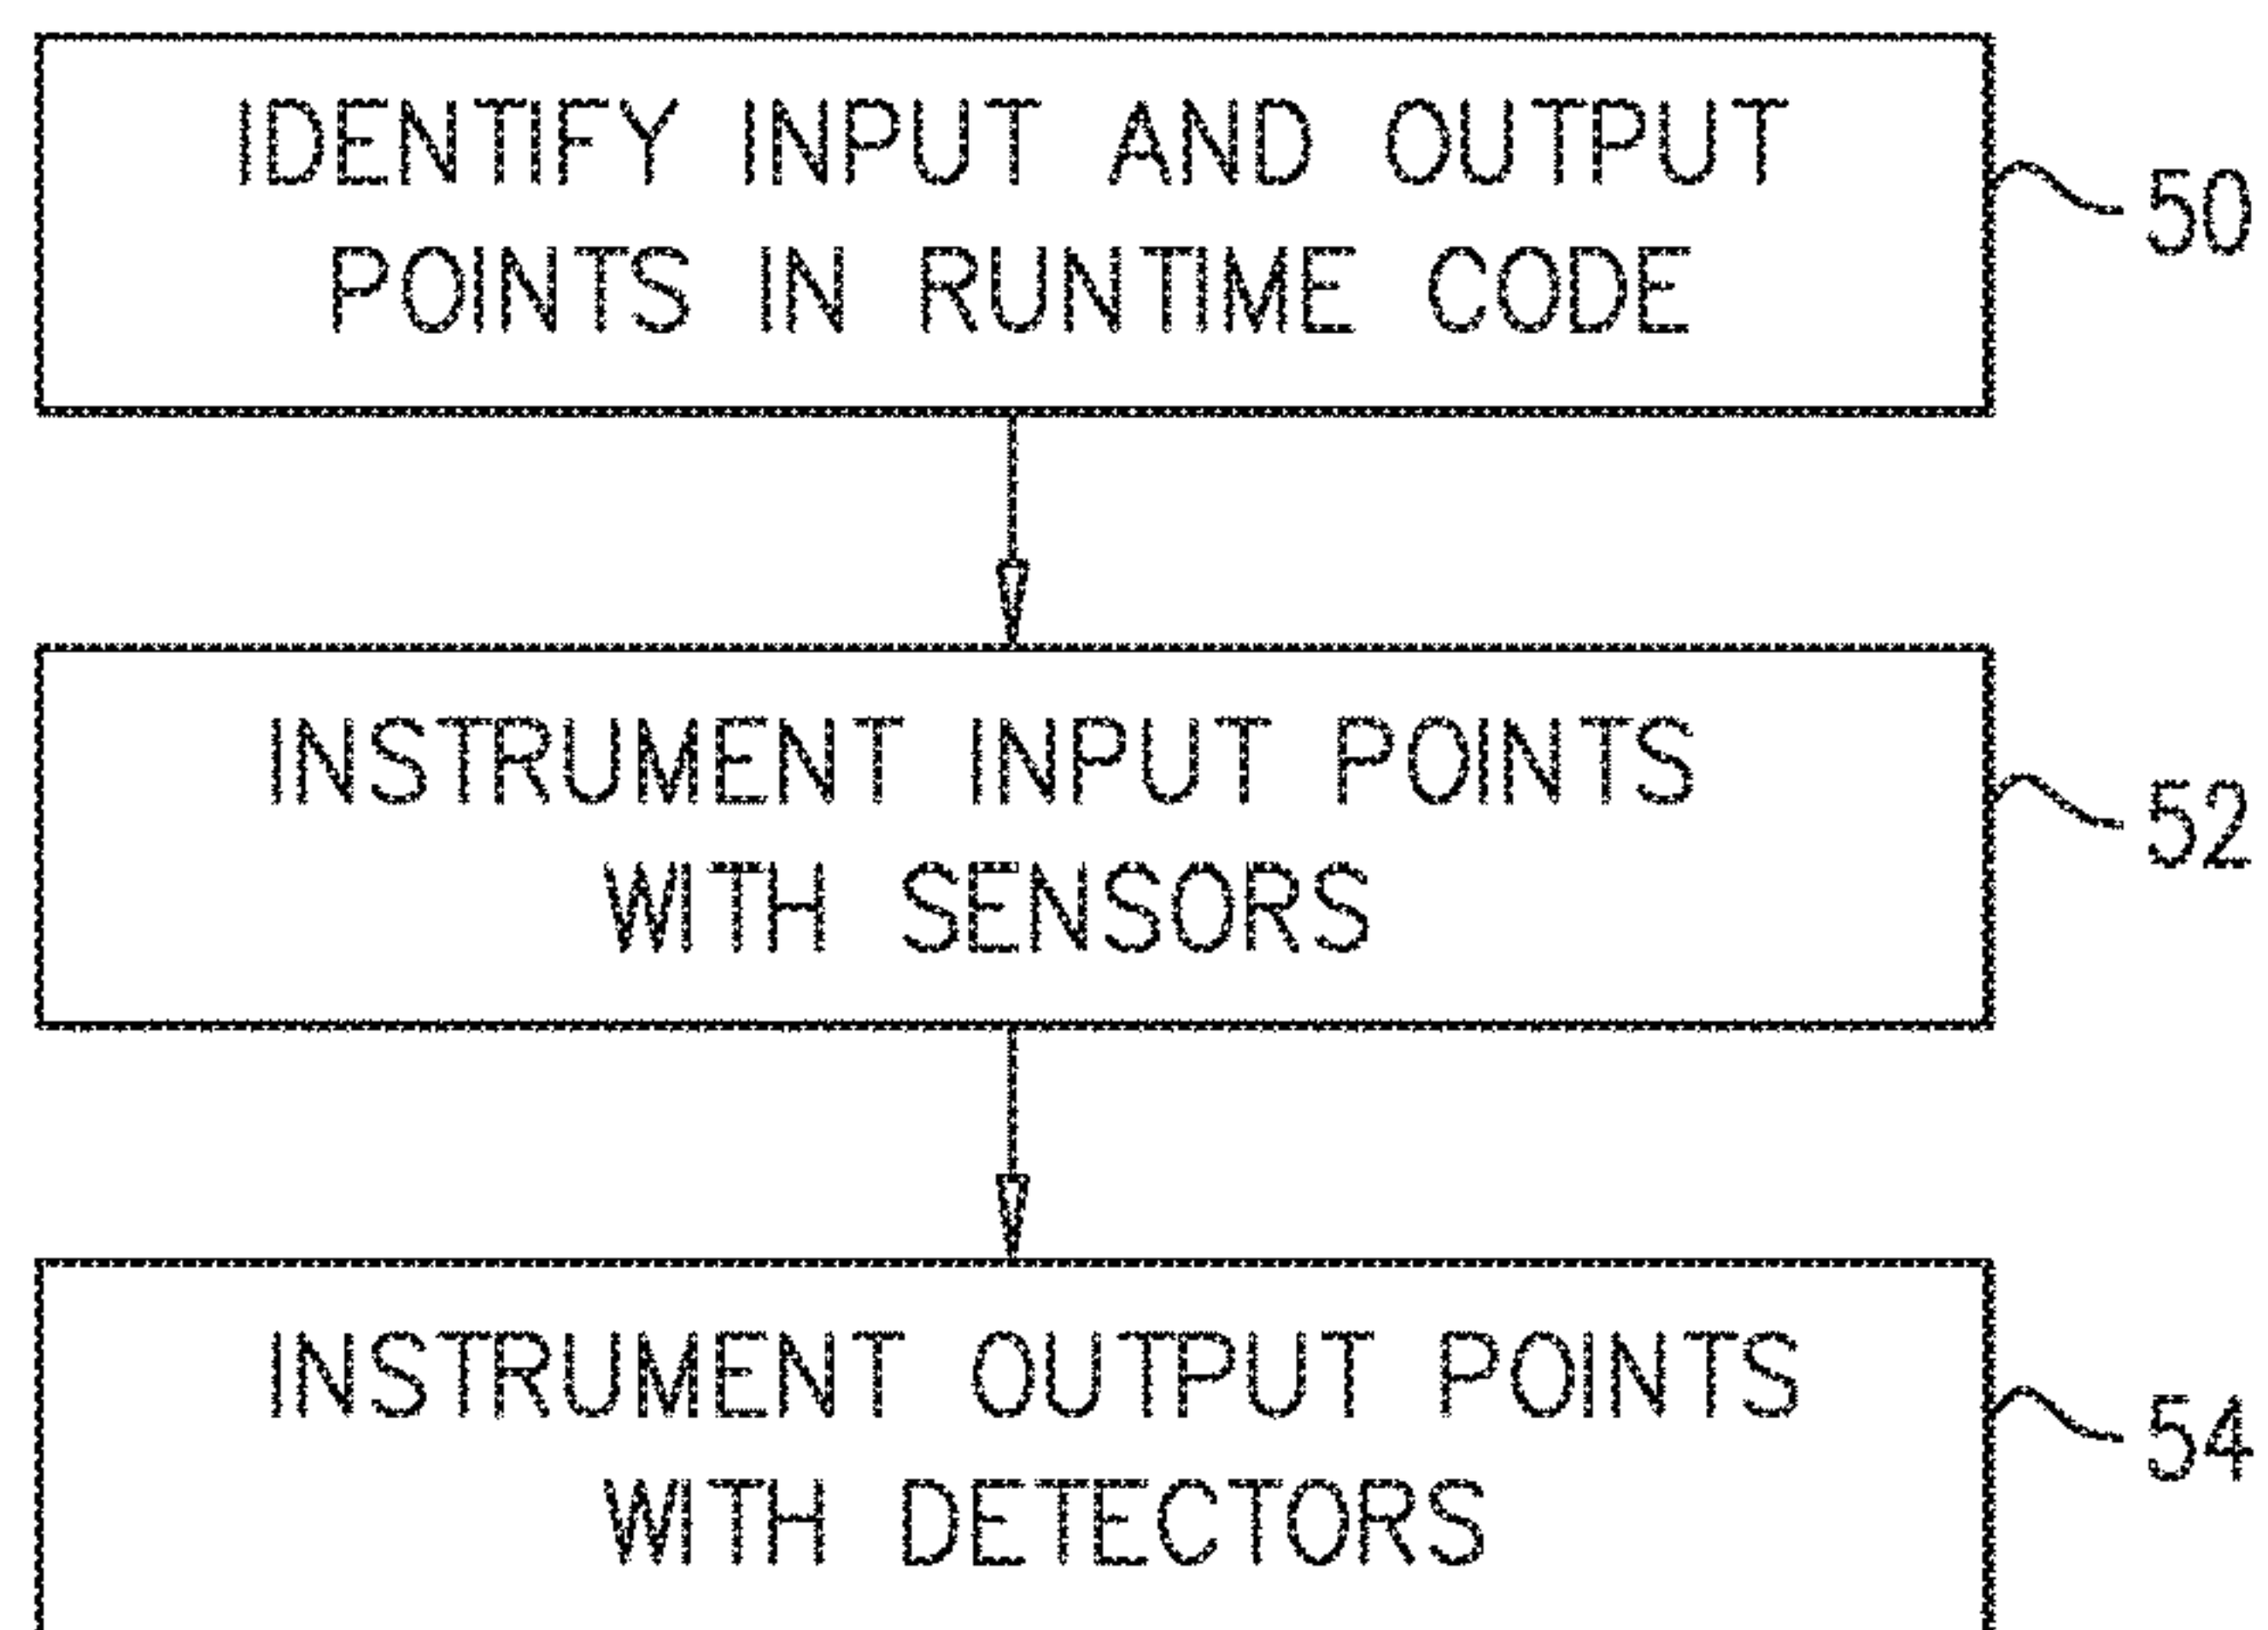 IDENTIFY INPUT AND OUTPUT
POINTS IN RUNTIME CODE
50
INSTRUMENT INPUT POINTS
WITH SENSORS
52
INSTRUMENT OUTPUT POINTS
WITH DETECTORS
54